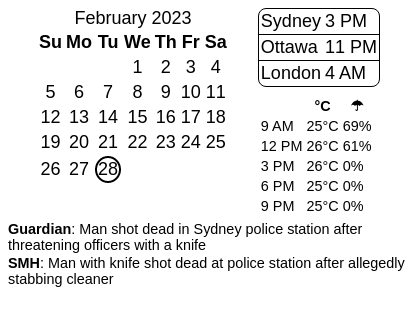 February 2023
Su Mo Tu We Th Fr Sa
1 2 3 4
5 6 7 8 9 10 11
12 13 14 15 16 17 18
19 20 21 22 23 24 25
26 27 28
Sydney 3 PM
Ottawa 11 PM
London 4 AM
°C ☂
9 AM 25°C 69%
12 PM 26°C 61%
3 PM 26°C 0%
6 PM 25°C 0%
9 PM 25°C 0%
Guardian: Man shot dead in Sydney police station after
threatening officers with a knife
SMH: Man with knife shot dead at police station after allegedly
stabbing cleaner